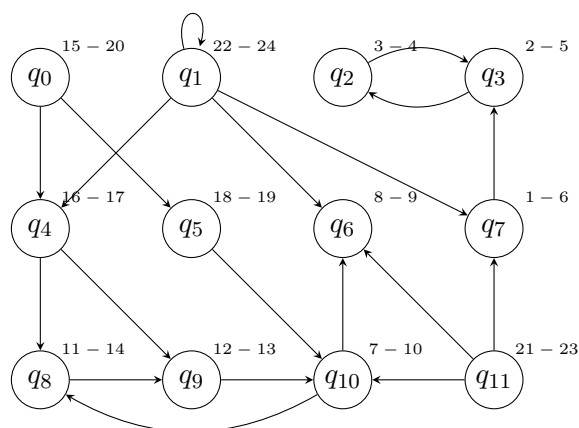 15 − 20 22 − 24 3 − 4 2 − 5
q0 q1 q2 q3
16 − 17 18 − 19 8 − 9 1 − 6
q4 q5 q6 q7
11 − 14 12 − 13 7 − 10 21 − 23
q8 q9 q10 q11